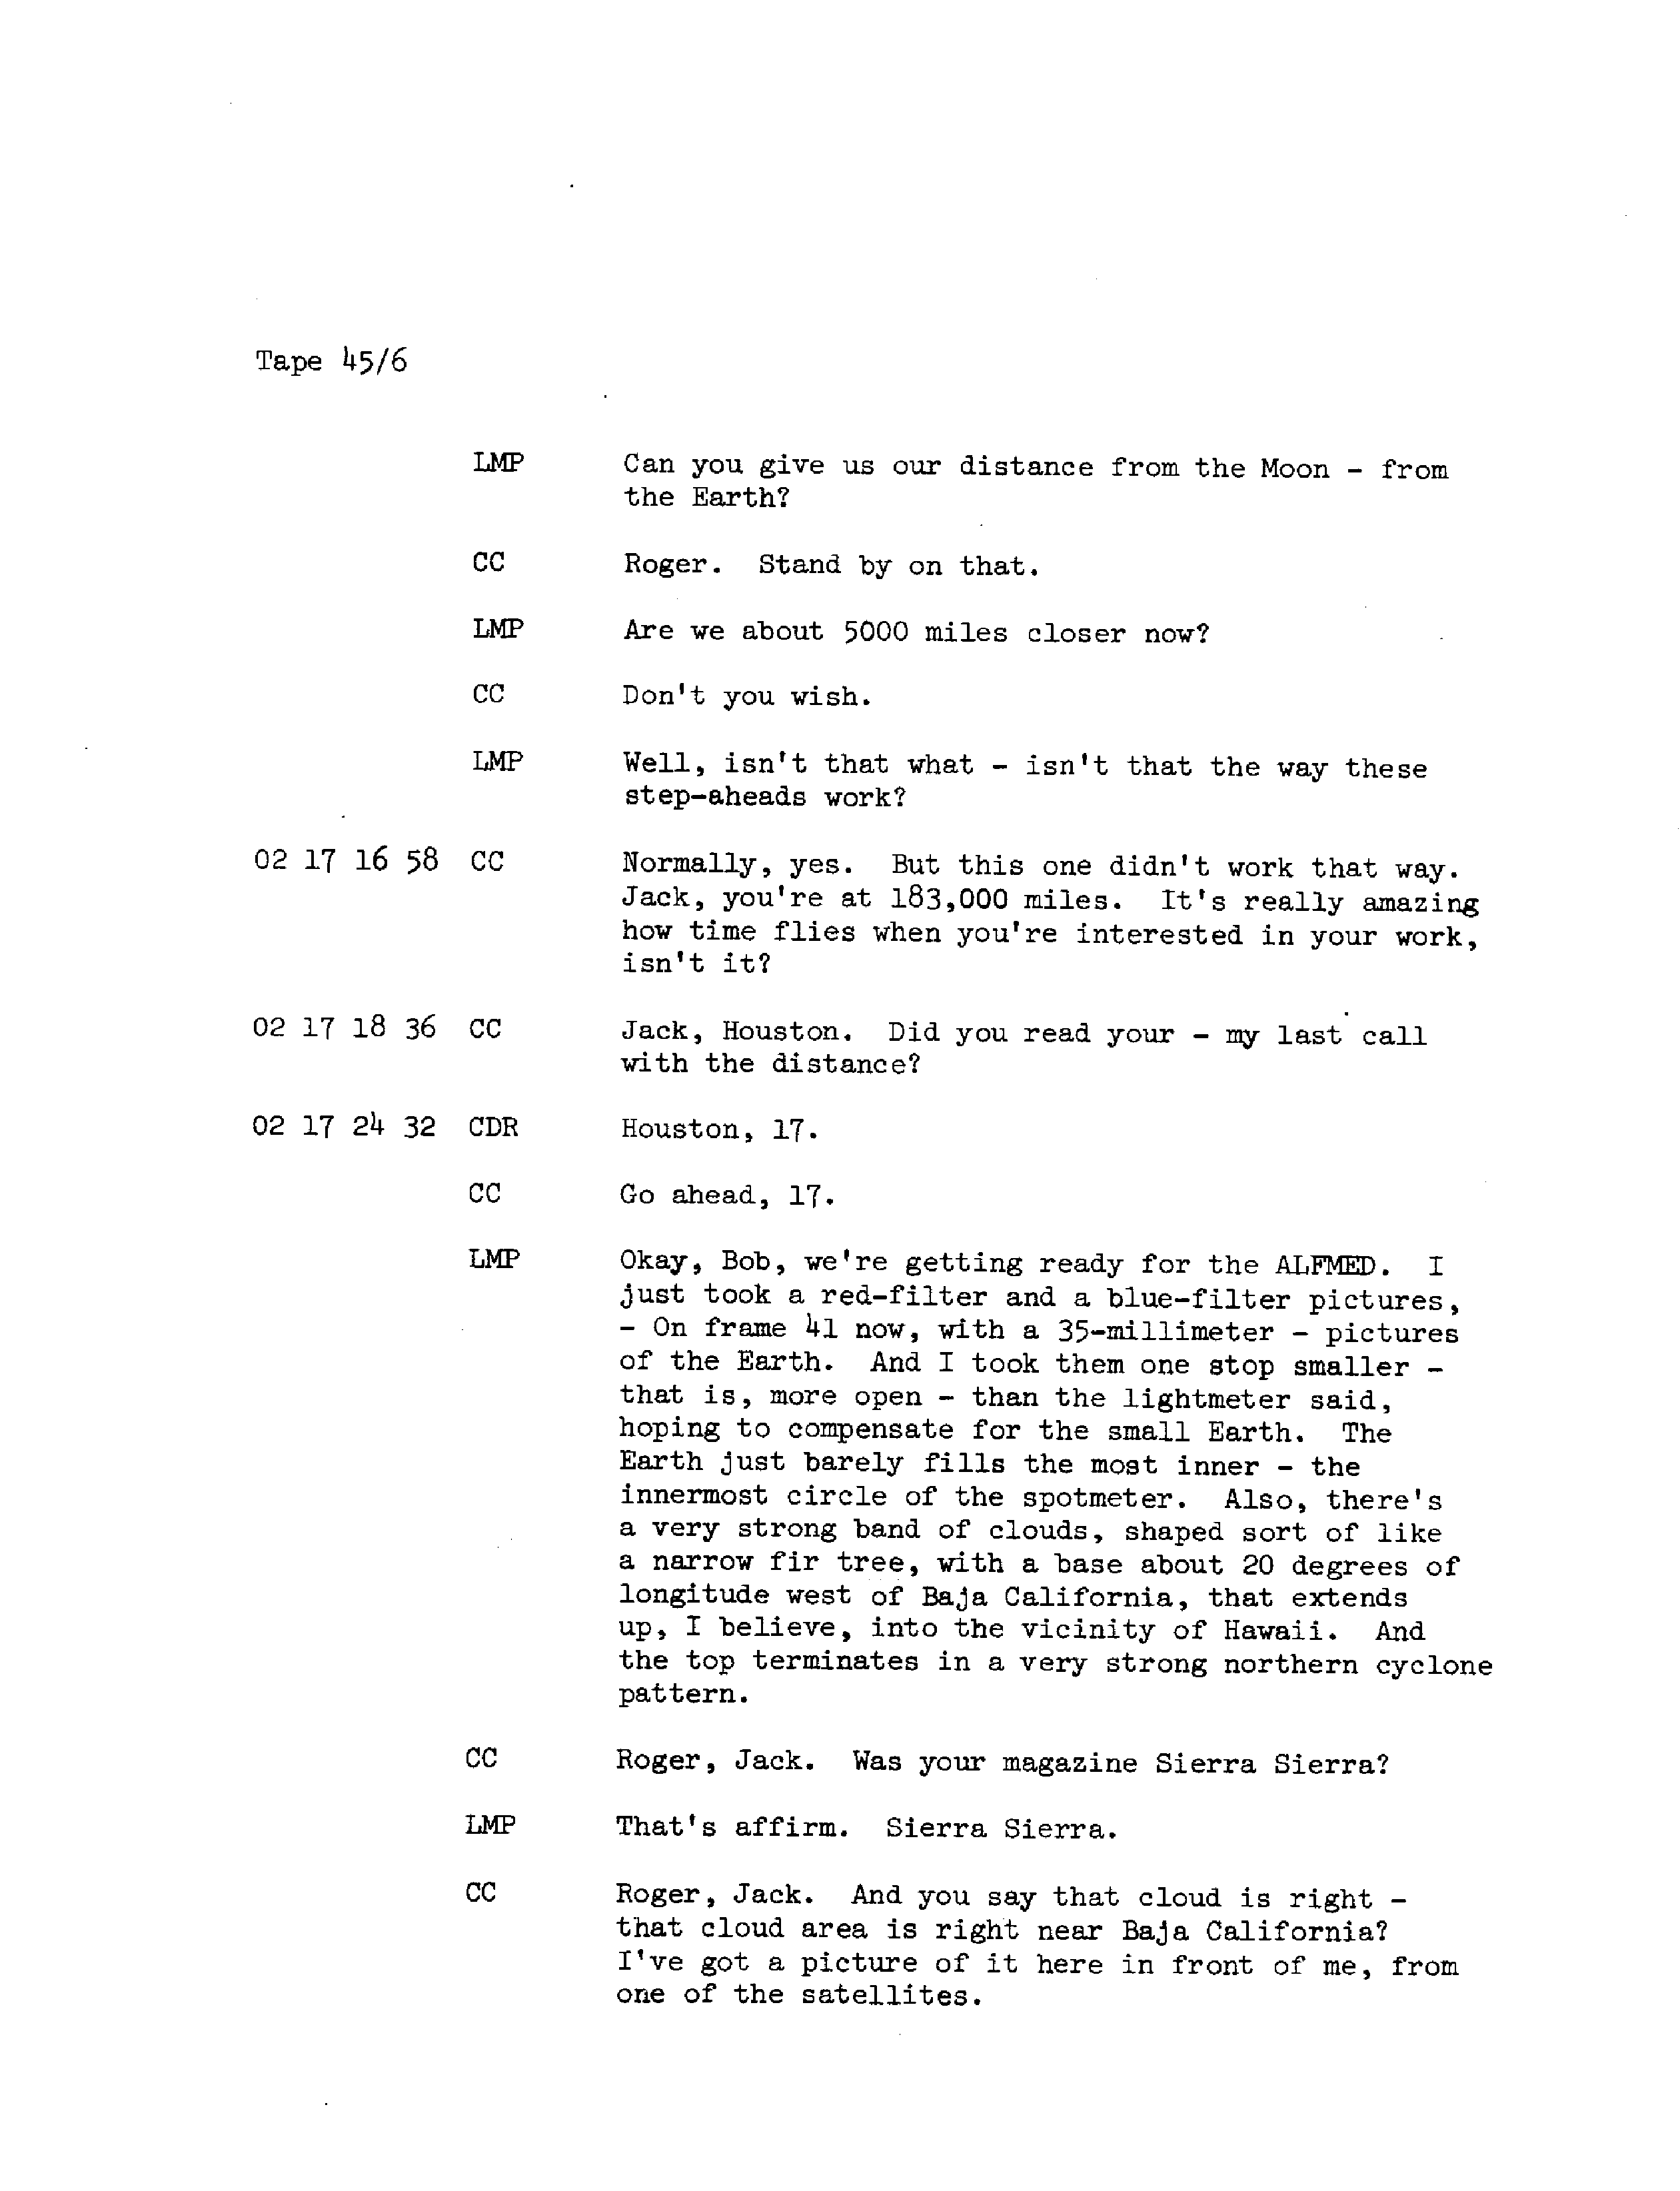 Tape 45/6
LMP Can you give us our distance from the Moon - from
the Earth?
CC Roger. Stand by on that.
LMP Are we about 5000 miles closer now?
CC Don't you wish.
LMP Well, isn't that what - isn't that the way these
step-aheads work?
02 17 16 58 CC Normally, yes. But this one didn't work that way.
Jack, you're at 183,000 miles. It's really amazing
how time flies when you're interested in your work,
isn't it?
02 17 18 36 CC Jack, Houston. Did you read your - my last call
with the distance?
02 17 24 32 CDR Houston, 17.
CC Go ahead, 17.
LMP Okay, Bob, we're getting ready for the ALFMED. I
just took a red-filter and a blue-filter pictures,
- On frame 41 now, with a 35-millimeter - pictures
of the Earth. And I took them one stop smaller -
that is, more open - than the lightmeter said,
hoping to compensate for the small Earth. The
Earth just barely fills the most inner - the
innermost circle of the spotmeter. Also, there's
a very strong band of clouds, shaped sort of like
a narrow fir tree, with a base about 20 degrees of
longitude west of Baja California, that extends
up, I believe, into the vicinity of Hawaii. And
the top terminates in a very strong northern cyclone
pattern.
CC Roger, Jack. Was your magazine Sierra Sierra?
LMP That's affirm. Sierra Sierra.
CC Roger, Jack. And you say that cloud is right -
that cloud area is right near Baja California?
I've got a picture of it here in front of me, from
one of the satellites.